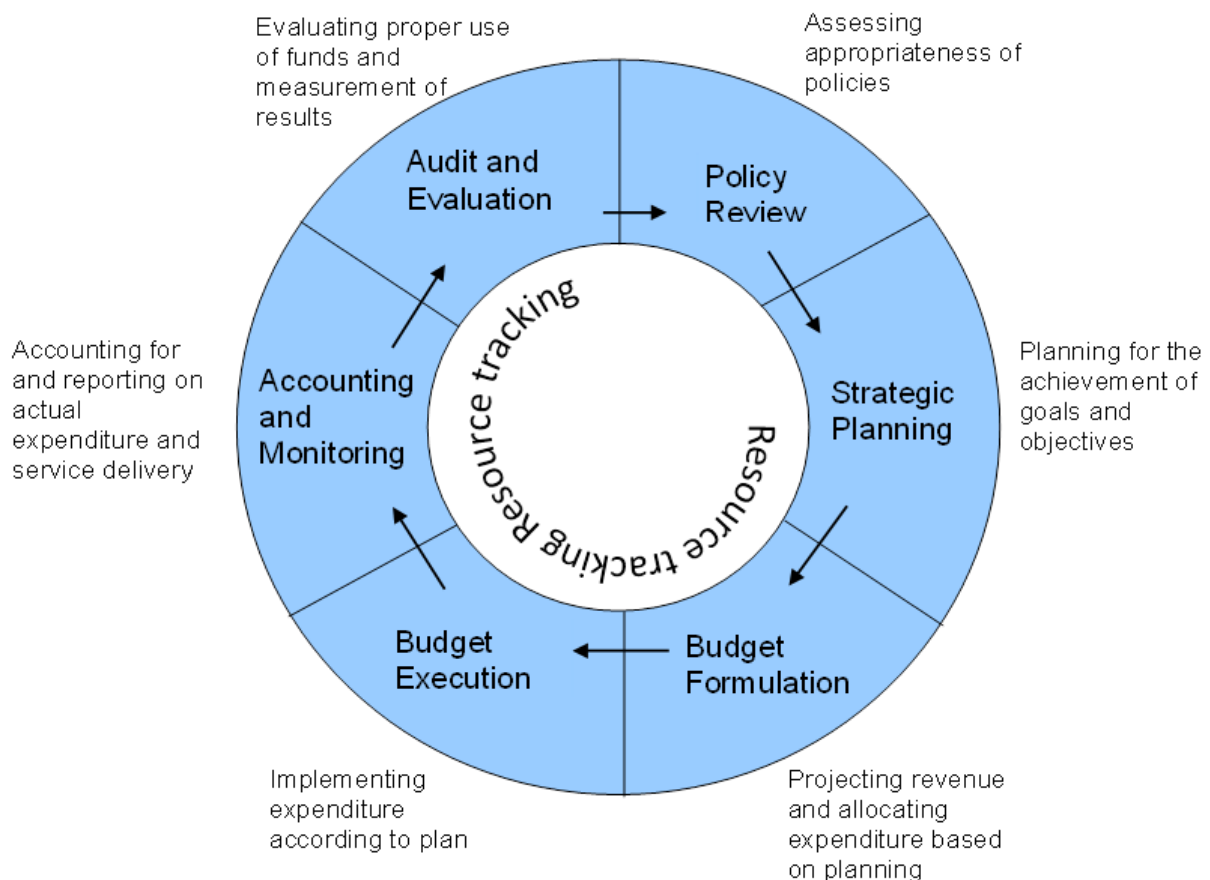 Evaluating proper use
of funds and
measurement of
results
Assessing
appropriateness of
policies
Audit and
Evaluation
Policy
Review
Accounting for
and reporting on
actual
expenditure and
service delivery
Accounting
and
Monitoring
Strategic
Planning
Planning for the
achievement of
goals and
objectives
Resource tracking Resource tracking
Budget
Execution
Budget
Formulation
Implementing
expenditure
according to plan
Projecting revenue
and allocating
expenditure based
on planning